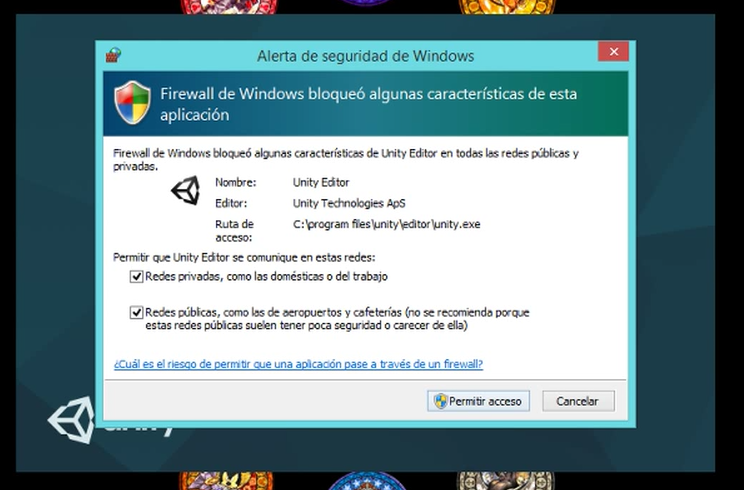 Alerta de seguridad de Windows
Firewall de Windows bloqueó algunas características de esta
aplicación
Firewall de Windows bloqueó algunas características de Unity Editor en todas las redes públicas y
privadas.
Nombre: Unity Editor
Editor: Unity Technologies ApS
Ruta de acceso: C:\program files\unity\editor\unity.exe
Permitir que Unity Editor se comunique en estas redes:
Redes privadas, como las domésticas o del trabajo
Redes públicas, como las de aeropuertos y cafeterías (no se recomienda porque
estas redes públicas suelen tener poca seguridad o carecer de ella)
¿Cuál es el riesgo de permitir que una aplicación pase a través de un firewall?
Permitir acceso Cancelar